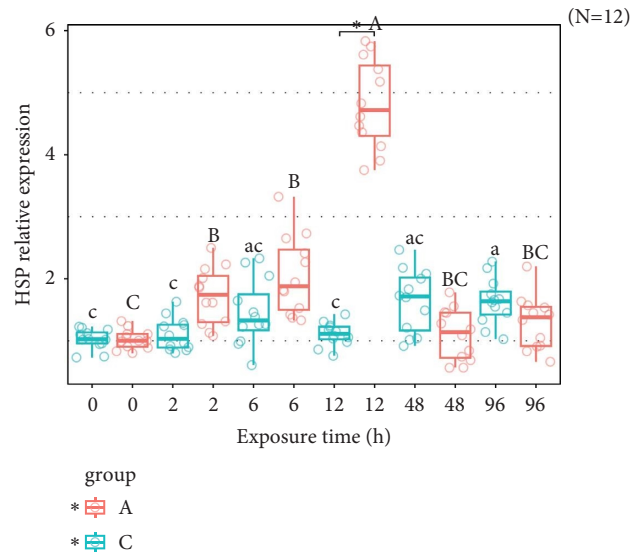 (N=12)
6
* A
4
B
B
ac
a
2
BC
BC
c
C
c
ac
c
HSP relative expression
0 0 2 2 6 6 12 12 48 48 96 96
Exposure time (h)
group
* A
* C